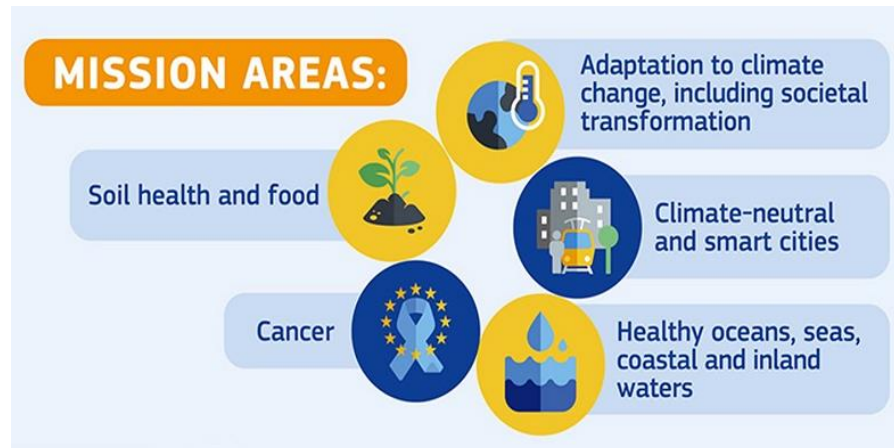 MISSION AREAS:
Adaptation to climate
change, including societal
transformation
Soil health and food
Climate-neutral
and smart cities
Cancer
Healthy oceans, seas,
coastal and inland
waters